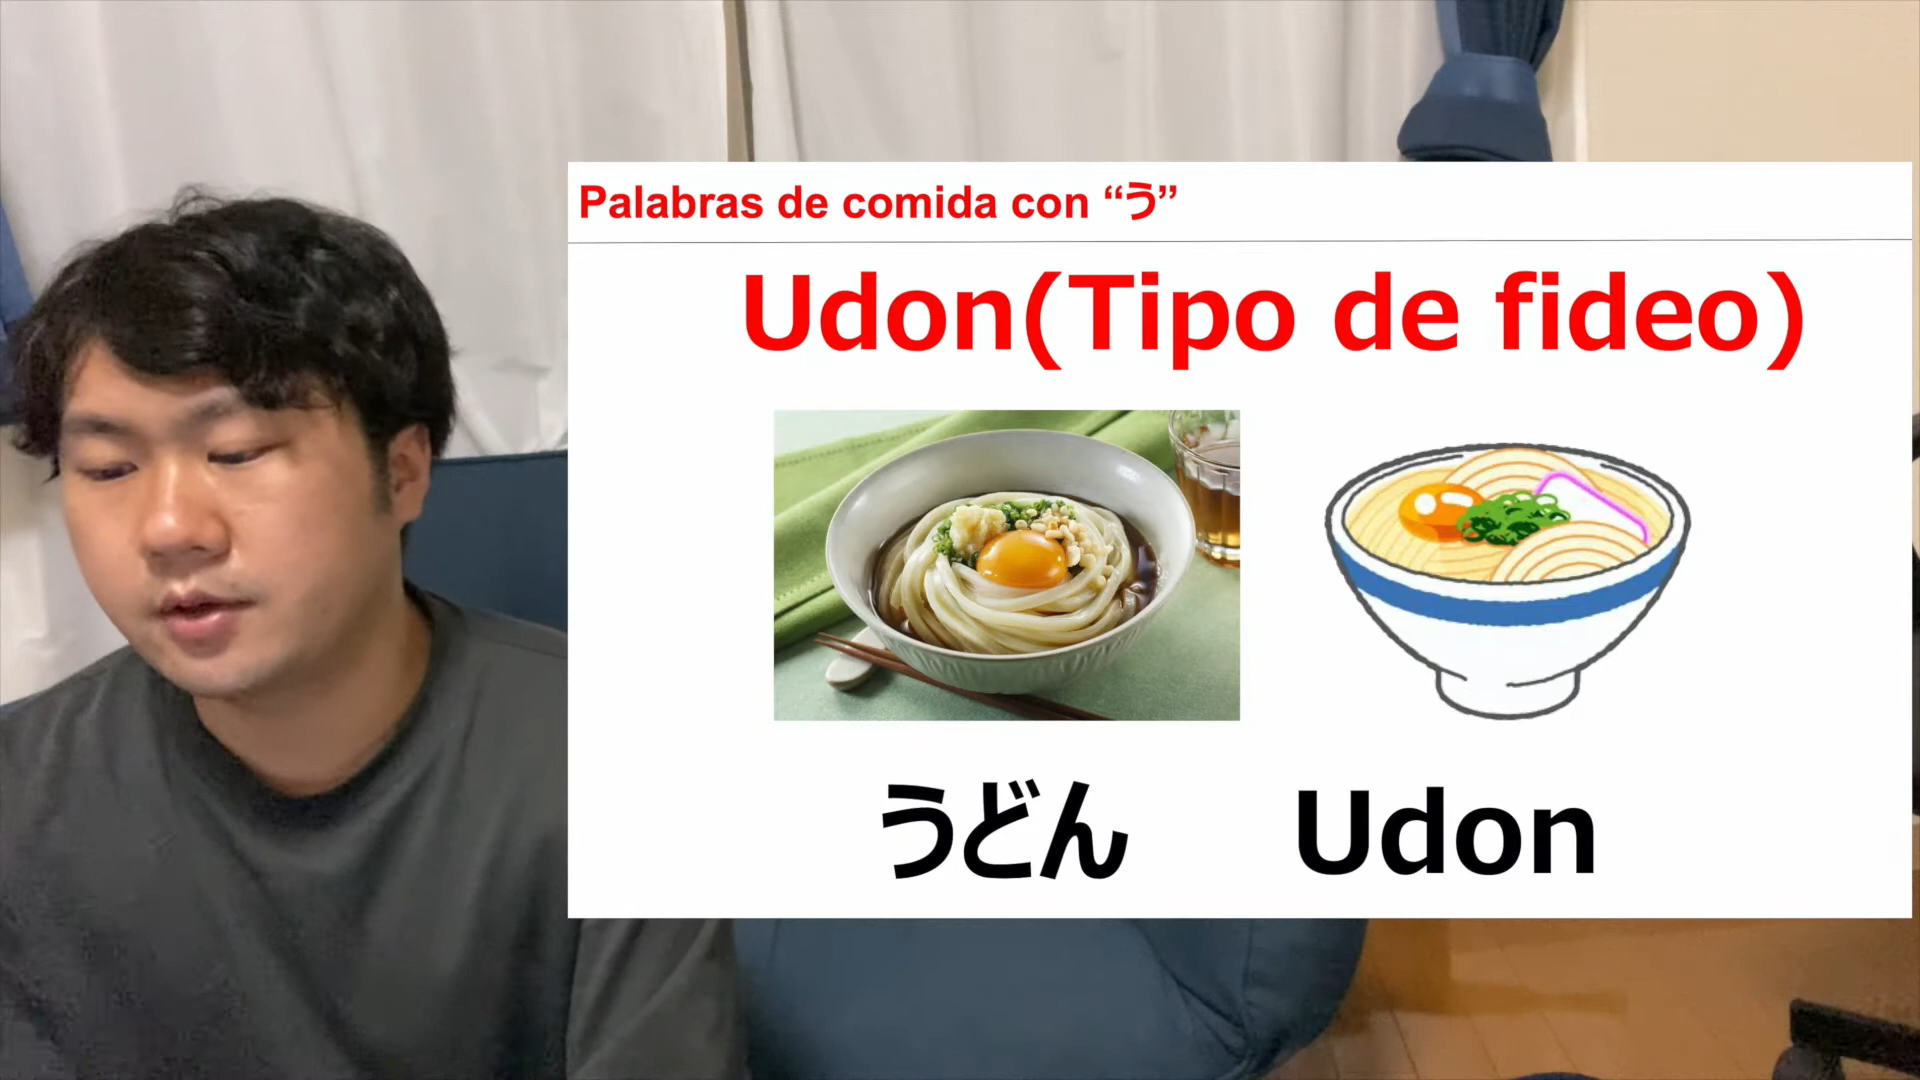 Palabras de comida con “う”
Udon(Tipo de fideo)
うどん Udon